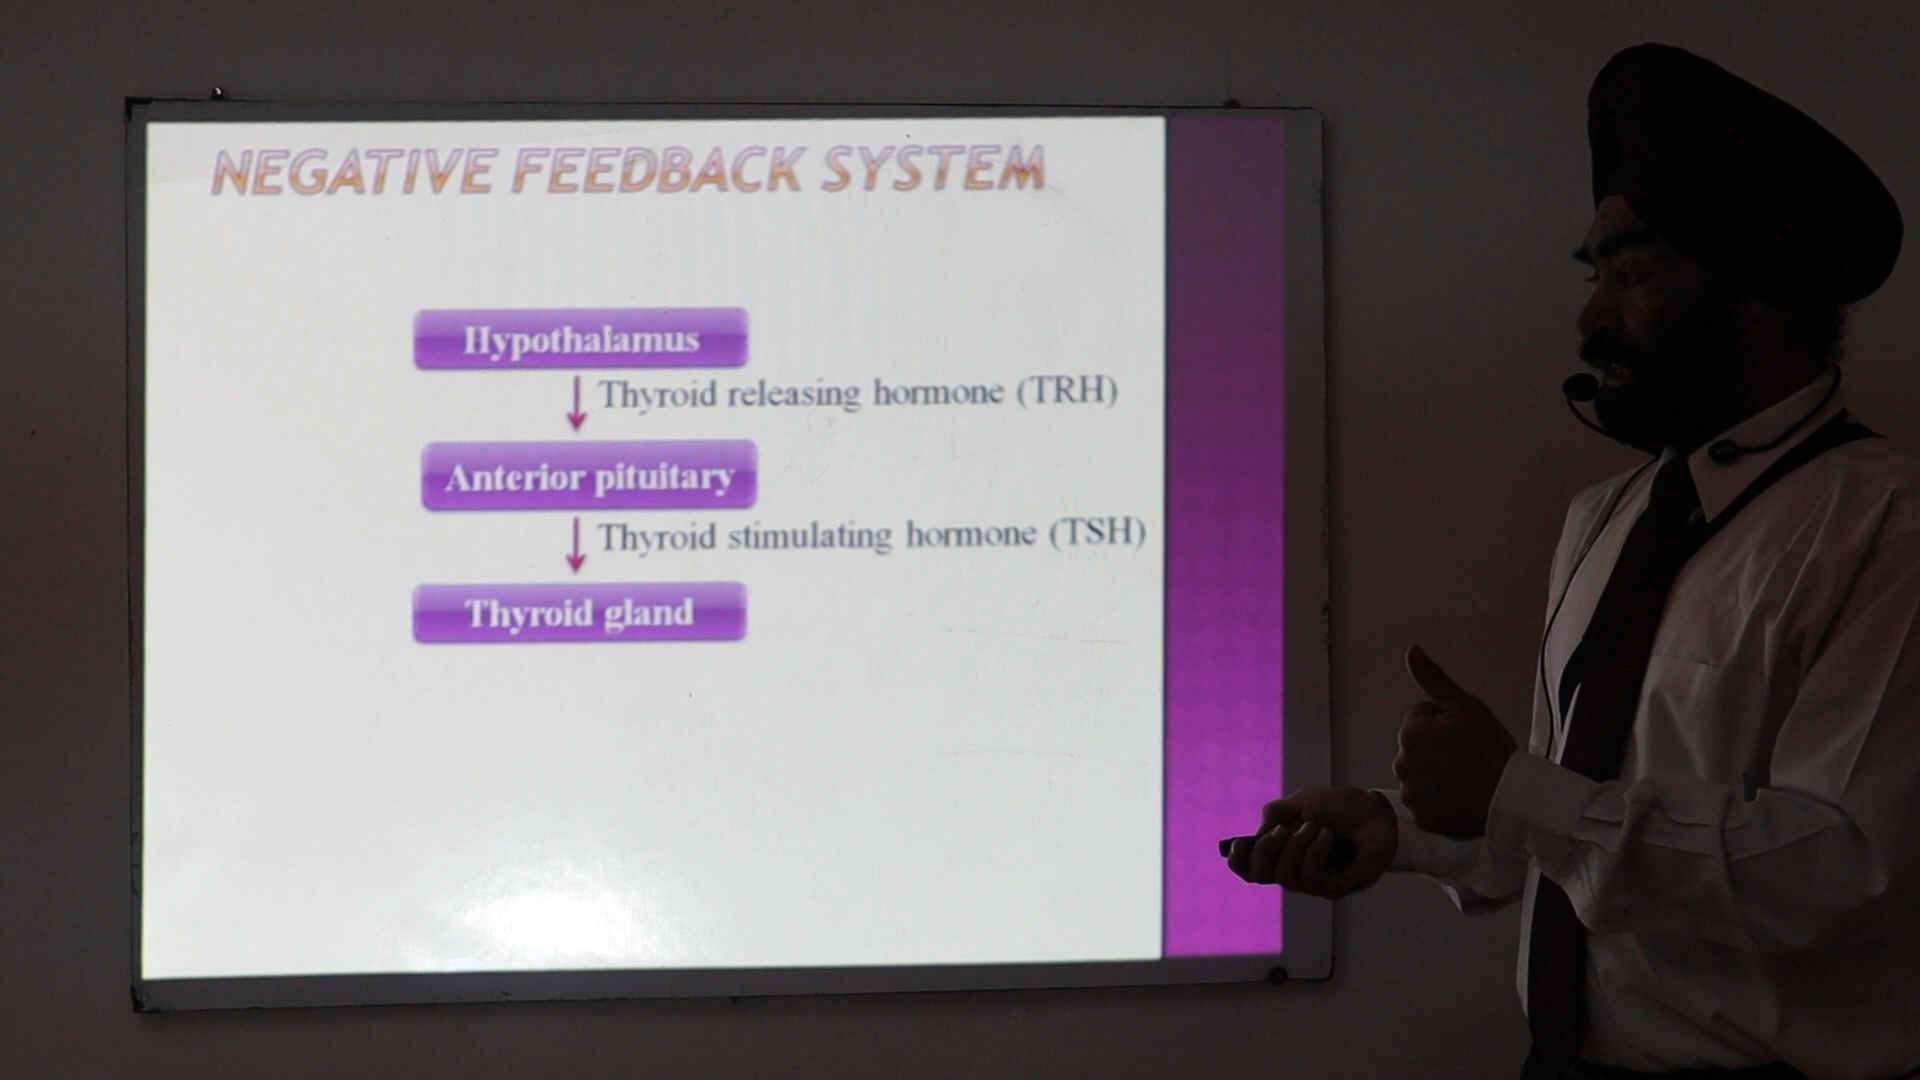 NEGATIVE FEEDBACK SYSTEM
Hypothalamus
Thyroid releasing hormone (TRH)
Anterior pituitary
Thyroid stimulating hormone (TSH)
Thyroid gland